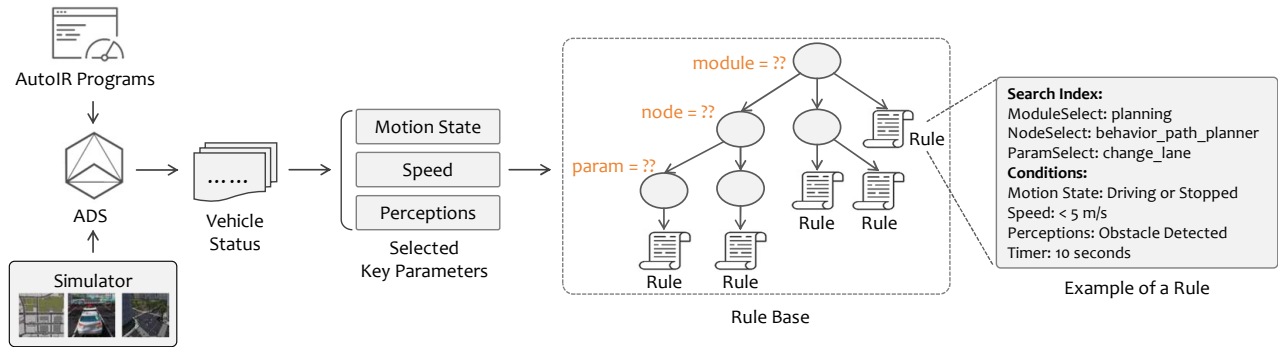 AutoIR Programs
ADS
Simulator
......
Vehicle
Status
Motion State
Speed
Perceptions
Selected
Key Parameters
module = ??
node = ??
param = ??
Rule
Rule
Rule
Rule
Rule
Rule Base
Search Index:
ModuleSelect: planning
NodeSelect: behavior_path_planner
ParamSelect: change_lane
Conditions:
Motion State: Driving or Stopped
Speed: < 5 m/s
Perceptions: Obstacle Detected
Timer: 10 seconds
Example of a Rule